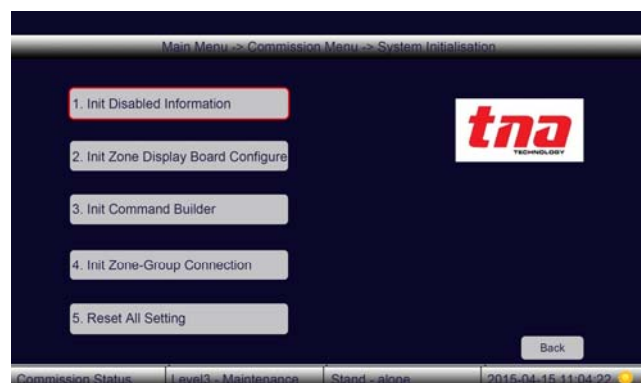 Main Menu -> Commission Menu -> System Initialisation
1. Init Disabled Information
tna
TECHNOLOGY
2. Init Zone Display Board Configure
3. Init Command Builder
4. Init Zone-Group Connection
5. Reset All Setting
Back
Commission Status Level3 - Maintenance Stand - alone 2015-04-15 11:04:22